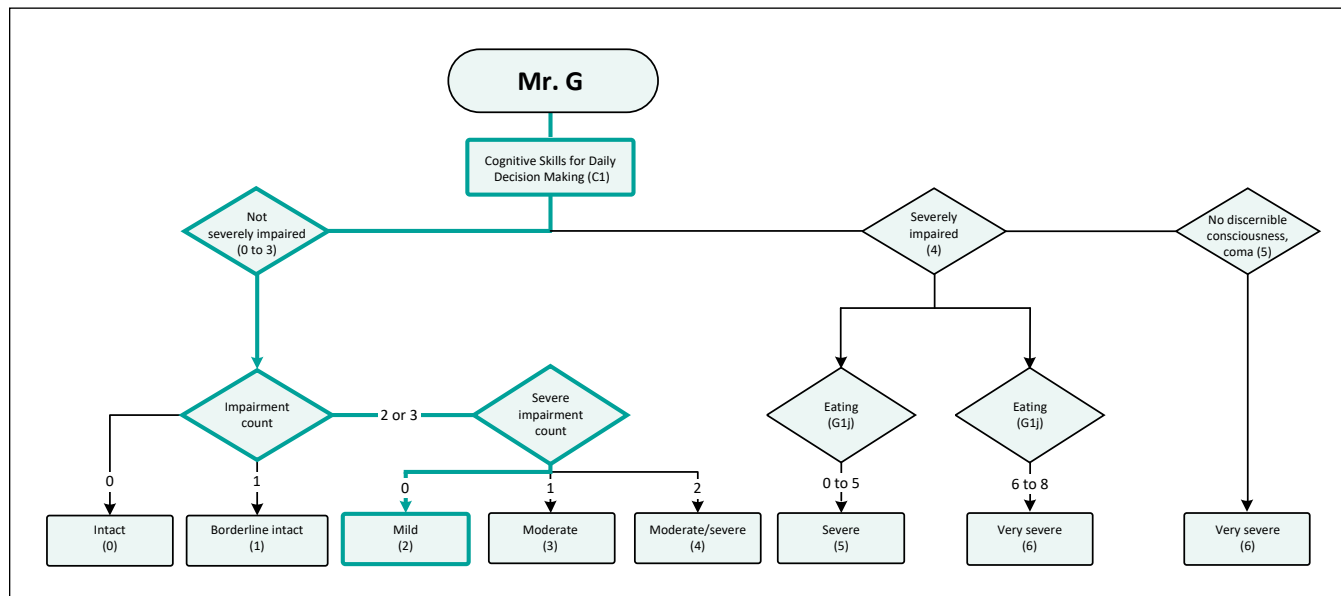 Mr. G
Cognitive Skills for Daily
Decision Making (C1)
Not
severely impaired
(0 to 3)
Severely
impaired
(4)
No discernible
consciousness,
coma (5)
Impairment
count
2 or 3
Severe
impairment
count
Eating
(G1j)
Eating
(G1j)
0
1
0
1
2
0 to 5
6 to 8
Intact
(0)
Borderline intact
(1)
Mild
(2)
Moderate
(3)
Moderate/severe
(4)
Severe
(5)
Very severe
(6)
Very severe
(6)